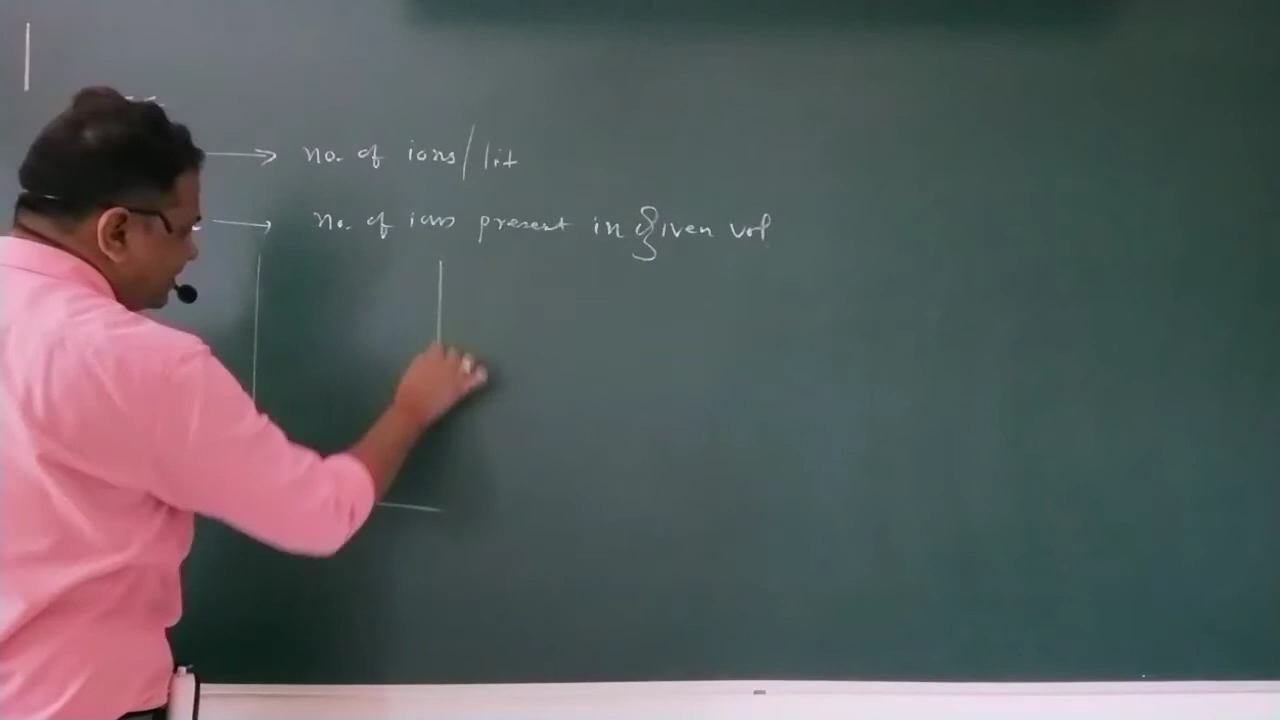 → no. of ions/lit
→ no. of ions present in given vol